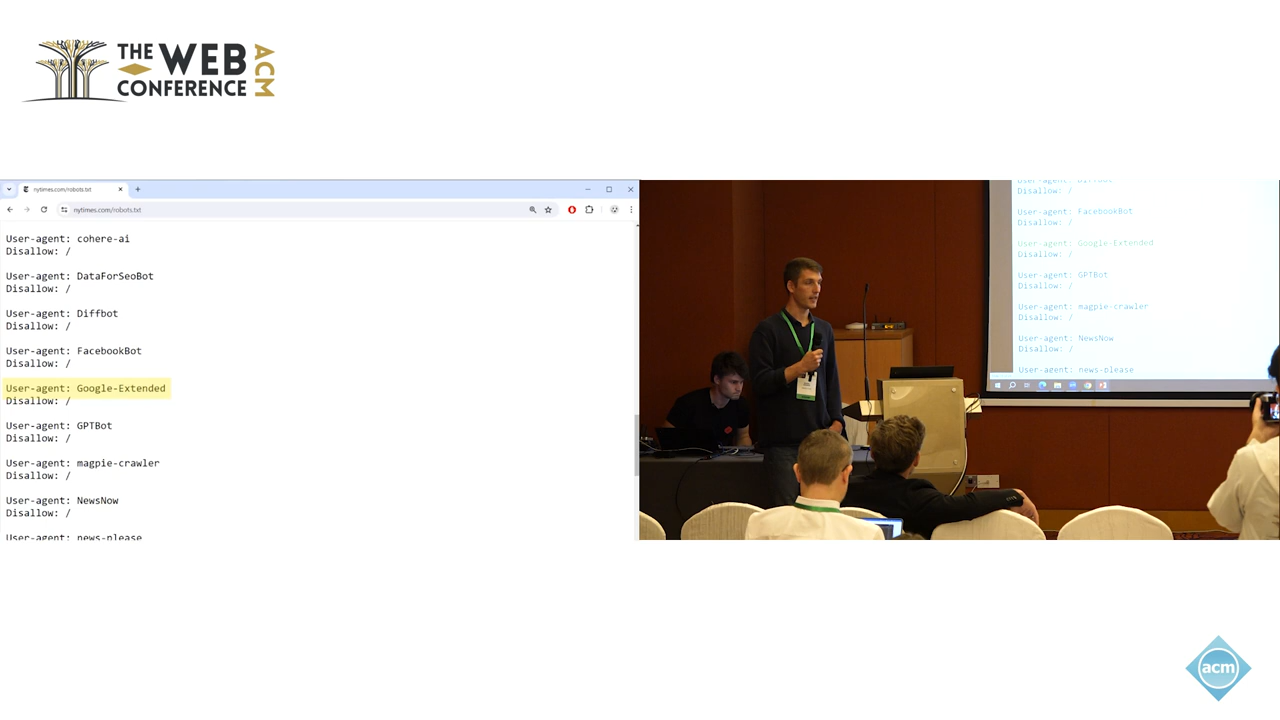 THE WEB
CONFERENCE
ACM
nytimes.com/robots.txt
nytimes.com/robots.txt
User-agent: cohere-ai
Disallow: /
User-agent: DataForSeoBot
Disallow: /
User-agent: Diffbot
Disallow: /
User-agent: FacebookBot
Disallow: /
User-agent: Google-Extended
Disallow: /
User-agent: GPTBot
Disallow: /
User-agent: magpie-crawler
Disallow: /
User-agent: NewsNow
Disallow: /
User-agent: news-please
User-agent: Diffbot
Disallow: /
User-agent: FacebookBot
Disallow: /
User-agent: Google-Extended
Disallow: /
User-agent: GPTBot
Disallow: /
User-agent: magpie-crawler
Disallow: /
User-agent: NewsNow
Disallow: /
User-agent: news-please
acm